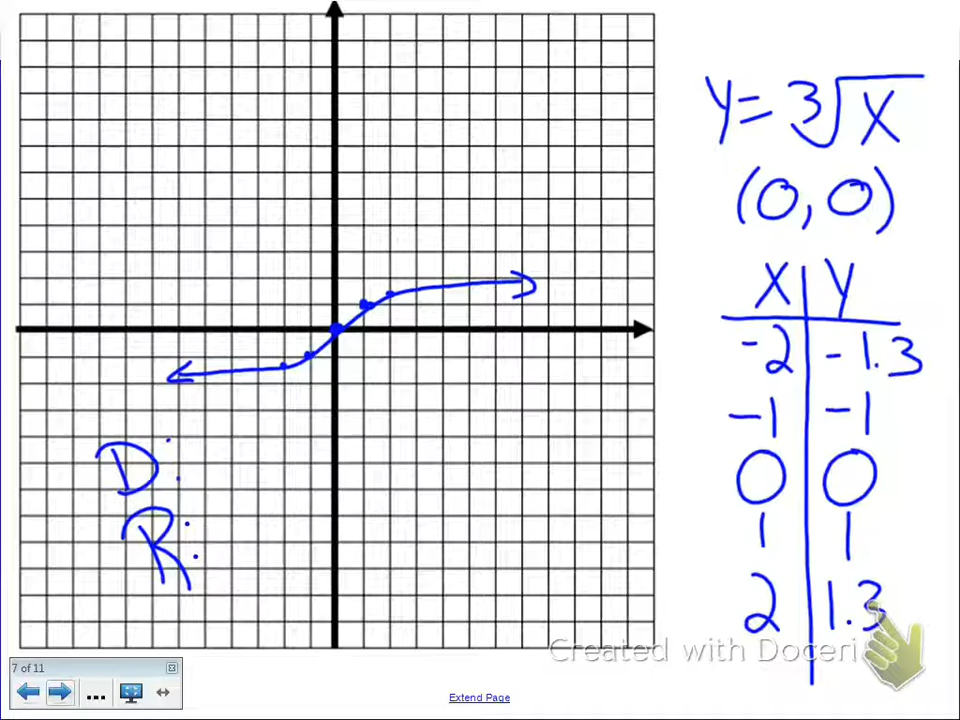 y = ∛x
(0, 0)
x y
-2 -1.3
-1 -1
0 0
1 1
2 1.3
D:
R:
Created with Doceri
7 of 11
...
Extend Page